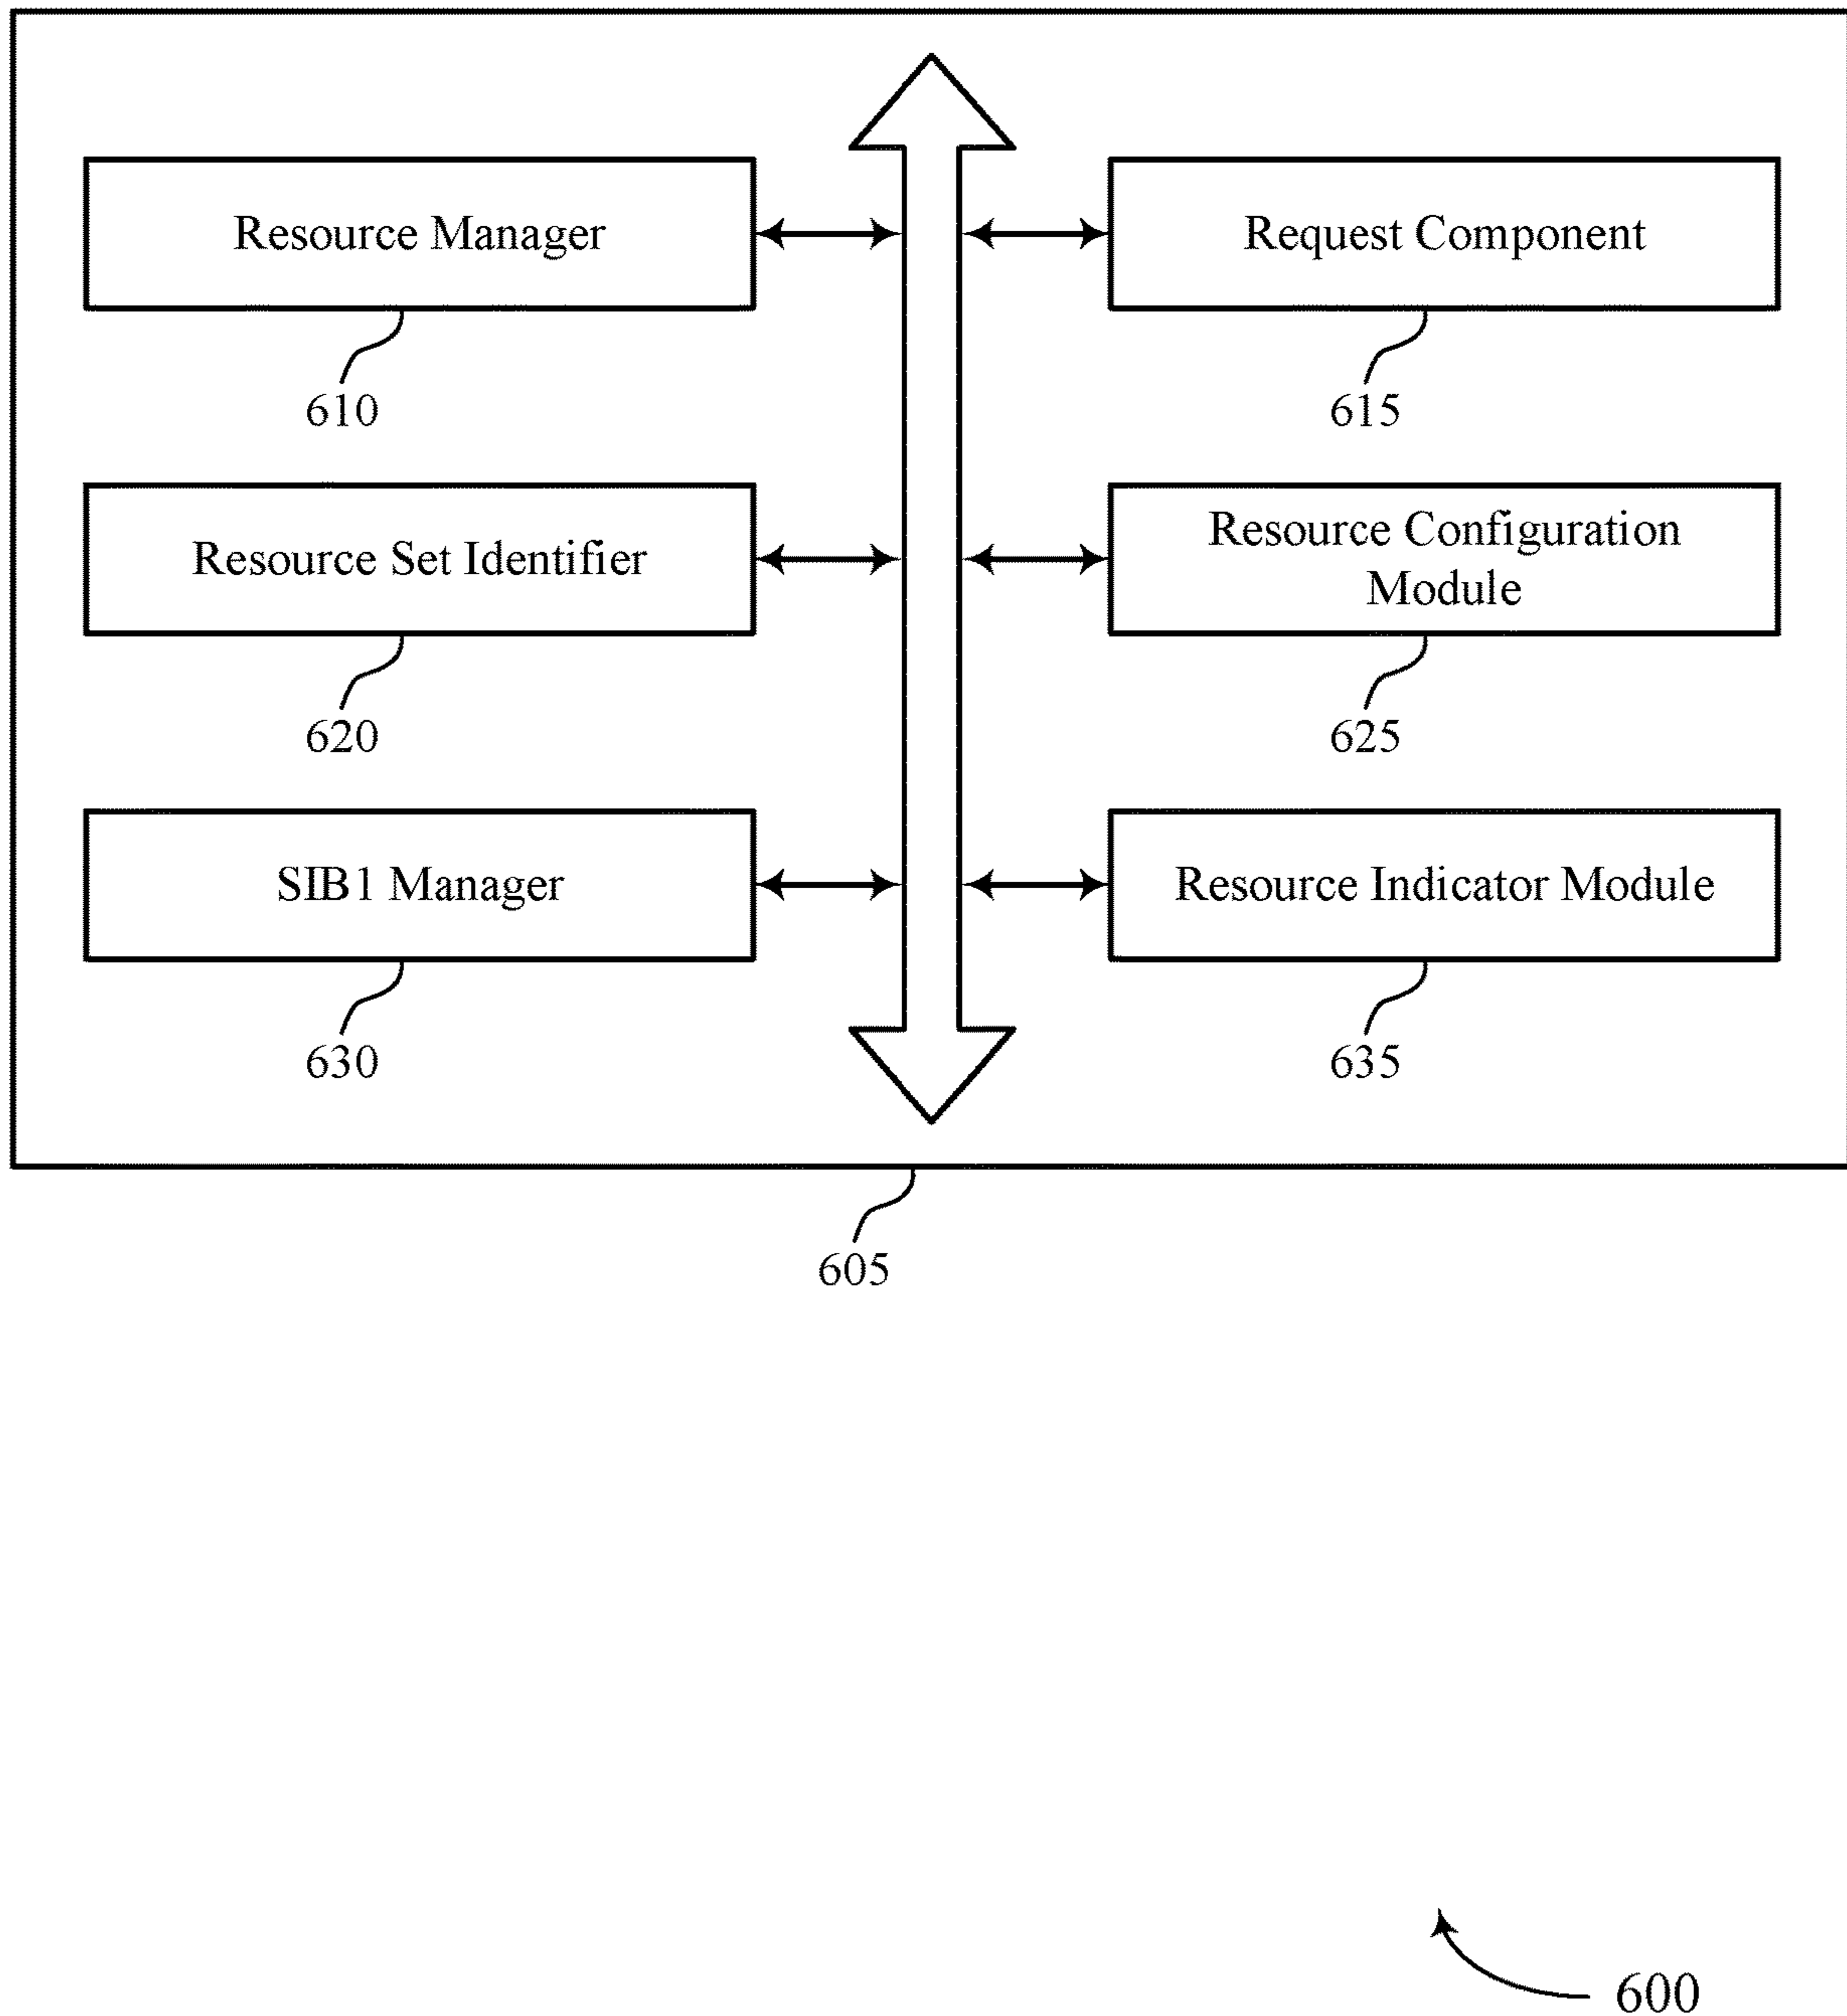 Resource Manager
Request Component
610
615
Resource Set Identifier
Resource Configuration
Module
620
625
SIB1 Manager
Resource Indicator Module
630
635
605
600